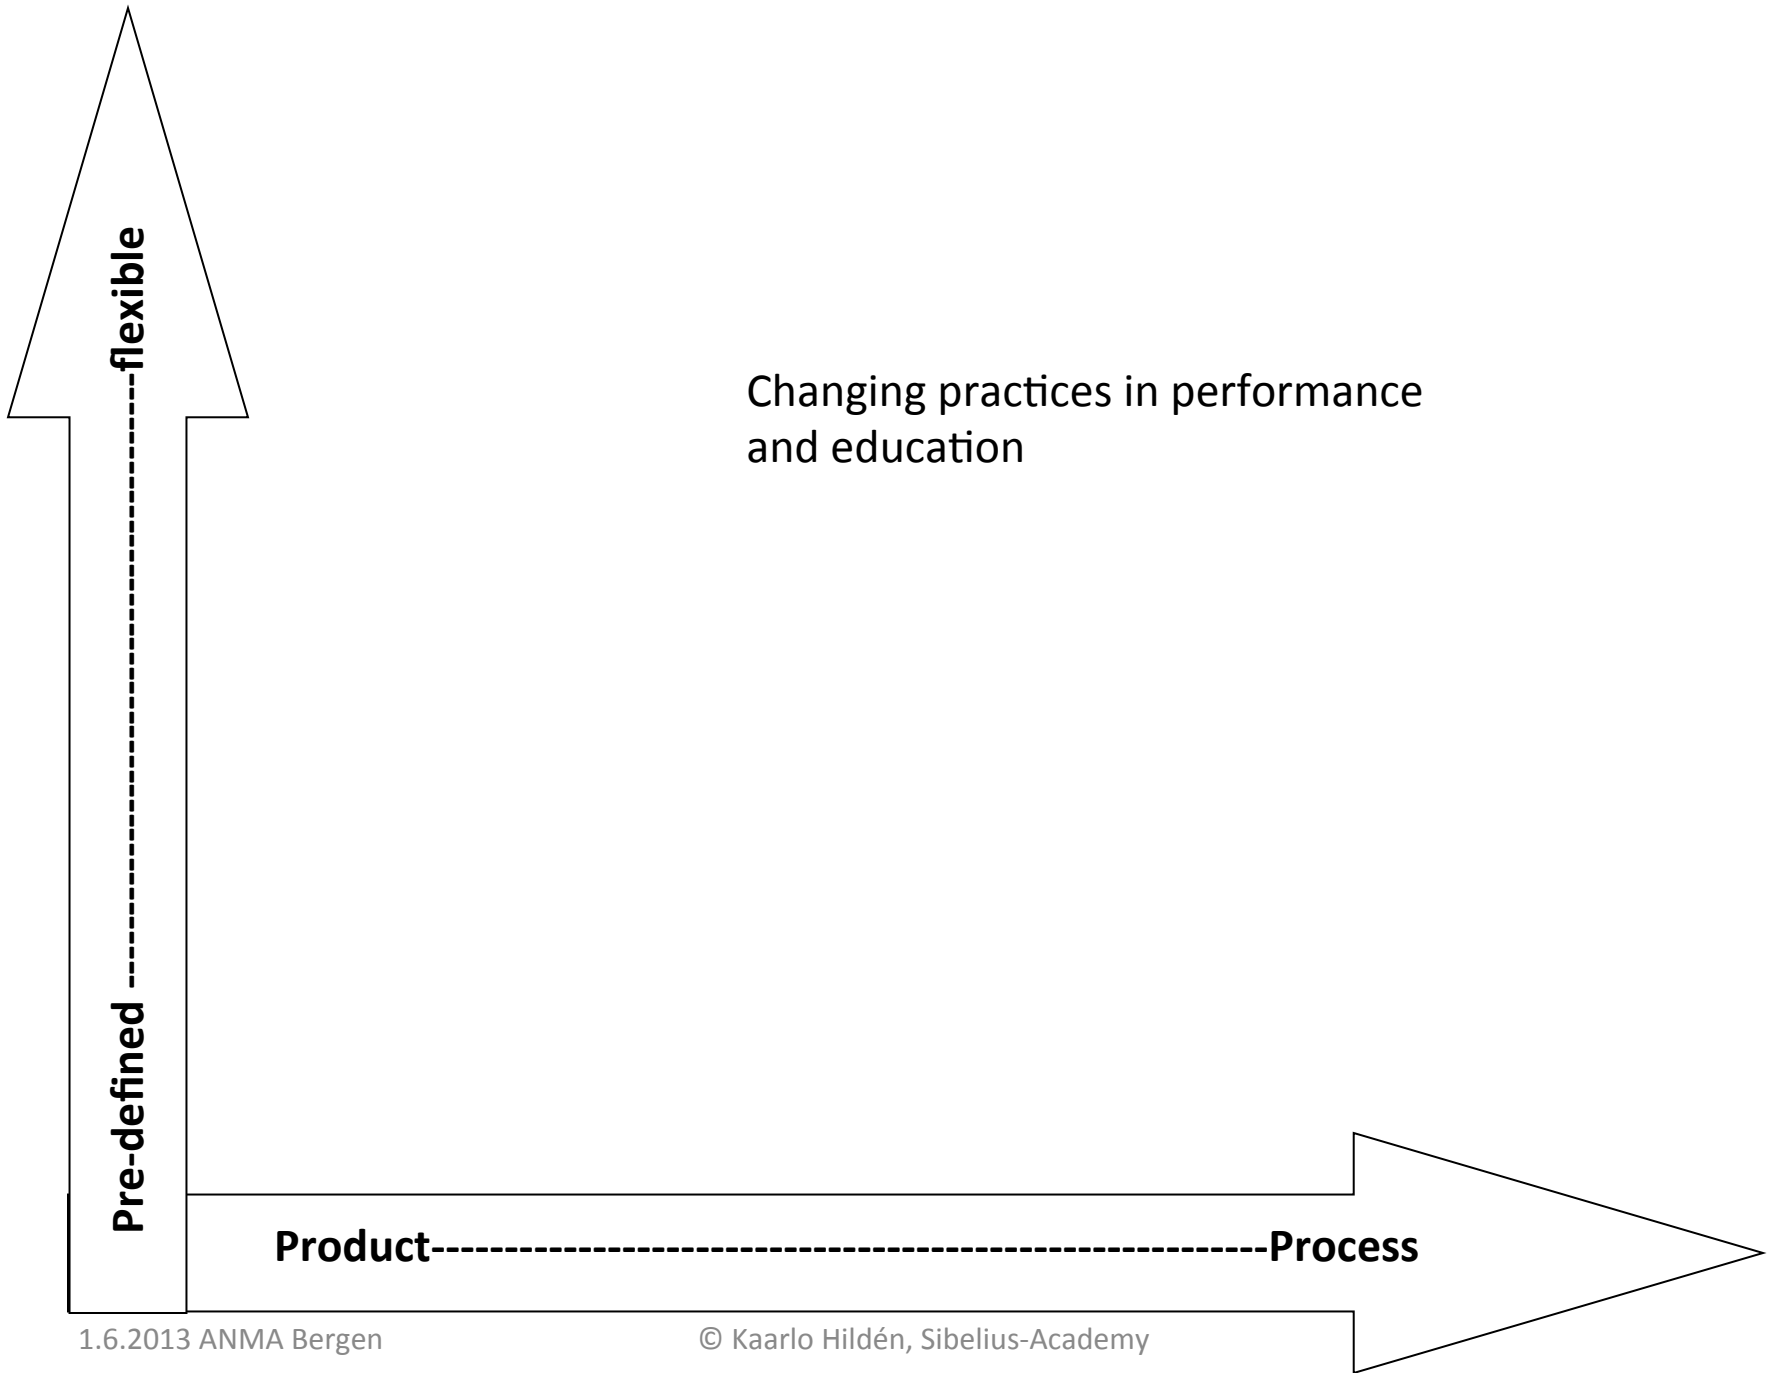 Pre-defined -------------------------------------------flexible
Changing practices in performance
and education
Product---------------------------------------------------------Process
1.6.2013 ANMA Bergen
© Kaarlo Hildén, Sibelius-Academy